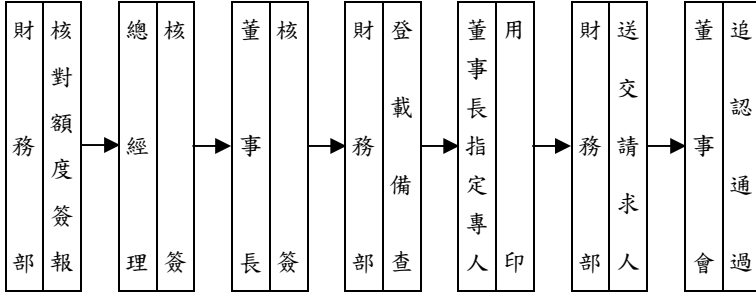 財務部
核對額度簽報
總經理
核簽
董事長
核簽
財務部
登載備查
董事長指定專人
用印
財務部
送交請求人
董事會
追認通過